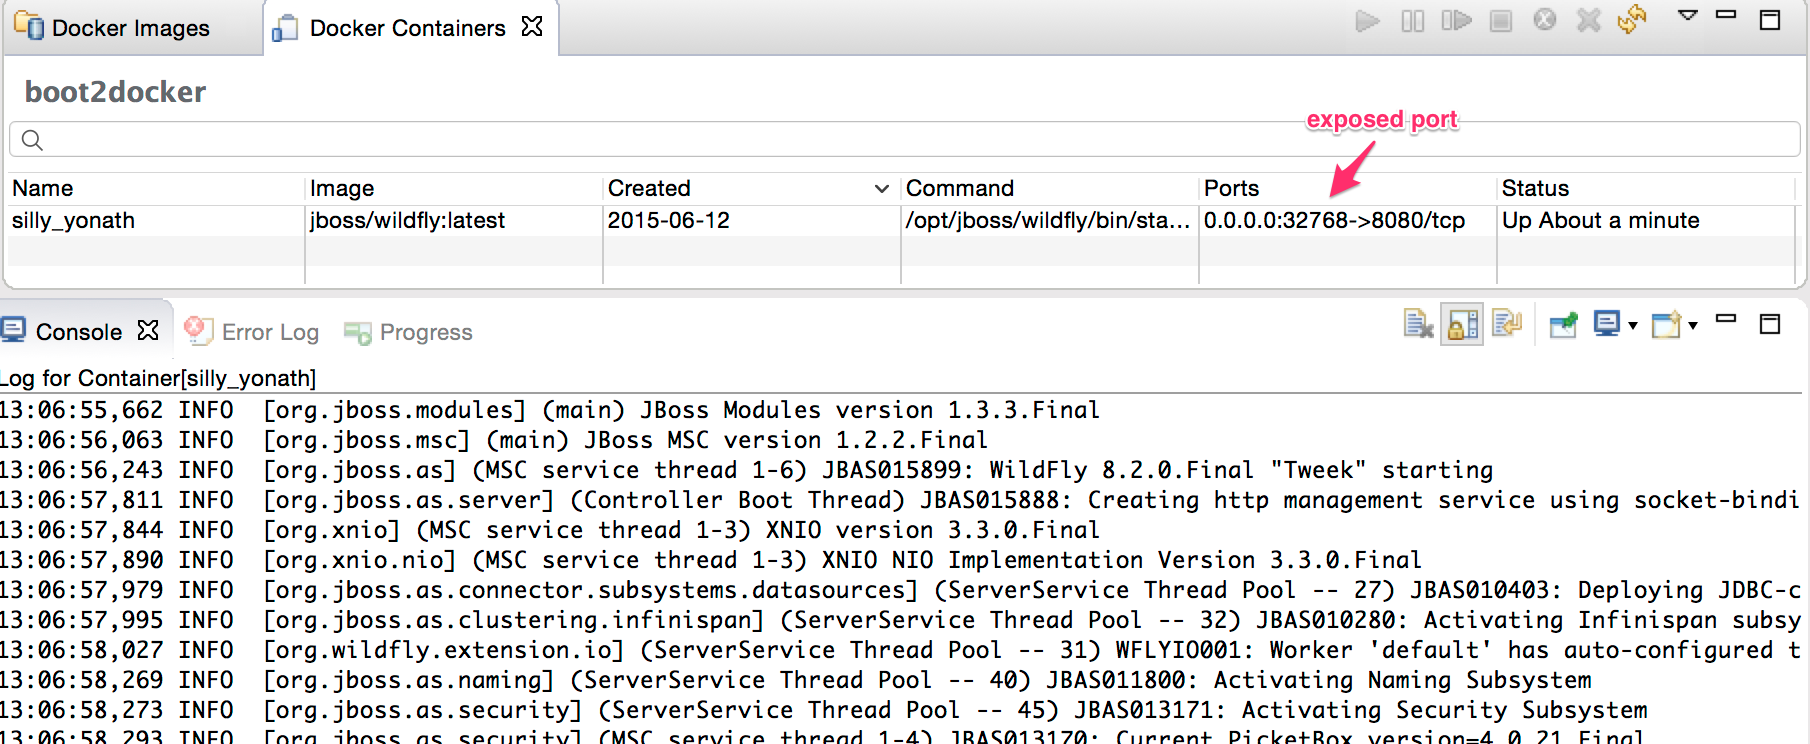 Docker Images Docker Containers
boot2docker
exposed port
Name Image Created Command Ports Status
silly_yonath jboss/wildfly:latest 2015-06-12 /opt/jboss/wildfly/bin/sta... 0.0.0.0:32768->8080/tcp Up About a minute
Console Error Log Progress
Log for Container[silly_yonath]
13:06:55,662 INFO  [org.jboss.modules] (main) JBoss Modules version 1.3.3.Final
13:06:56,063 INFO  [org.jboss.msc] (main) JBoss MSC version 1.2.2.Final
13:06:56,243 INFO  [org.jboss.as] (MSC service thread 1-6) JBAS015899: WildFly 8.2.0.Final "Tweek" starting
13:06:57,811 INFO  [org.jboss.as.server] (Controller Boot Thread) JBAS015888: Creating http management service using socket-bindi
13:06:57,844 INFO  [org.xnio] (MSC service thread 1-3) XNIO version 3.3.0.Final
13:06:57,890 INFO  [org.xnio.nio] (MSC service thread 1-3) XNIO NIO Implementation Version 3.3.0.Final
13:06:57,979 INFO  [org.jboss.as.connector.subsystems.datasources] (ServerService Thread Pool -- 27) JBAS010403: Deploying JDBC-c
13:06:57,995 INFO  [org.jboss.as.clustering.infinispan] (ServerService Thread Pool -- 32) JBAS010280: Activating Infinispan subsy
13:06:58,027 INFO  [org.wildfly.extension.io] (ServerService Thread Pool -- 31) WFLYIO001: Worker 'default' has auto-configured t
13:06:58,269 INFO  [org.jboss.as.naming] (ServerService Thread Pool -- 40) JBAS011800: Activating Naming Subsystem
13:06:58,273 INFO  [org.jboss.as.security] (ServerService Thread Pool -- 45) JBAS013171: Activating Security Subsystem
13:06:58,293 INFO  [org.jboss.as.security] (MSC service thread 1-4) JBAS013170: Current PicketBox version=4.0.21.Final